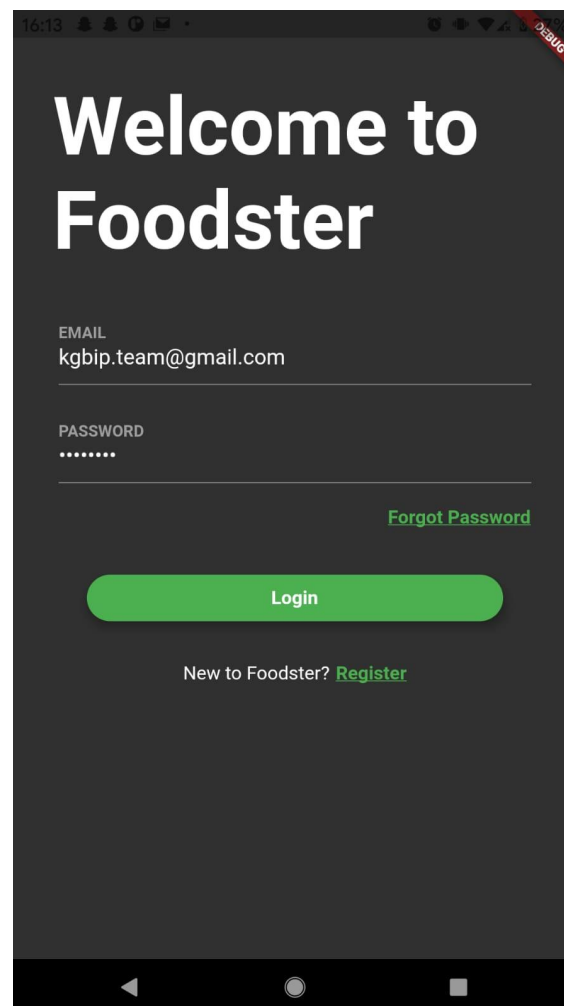 16:13
27%
DEBUG
Welcome to
Foodster
EMAIL
kgbip.team@gmail.com
PASSWORD
••••••••
Forgot Password
Login
New to Foodster? Register